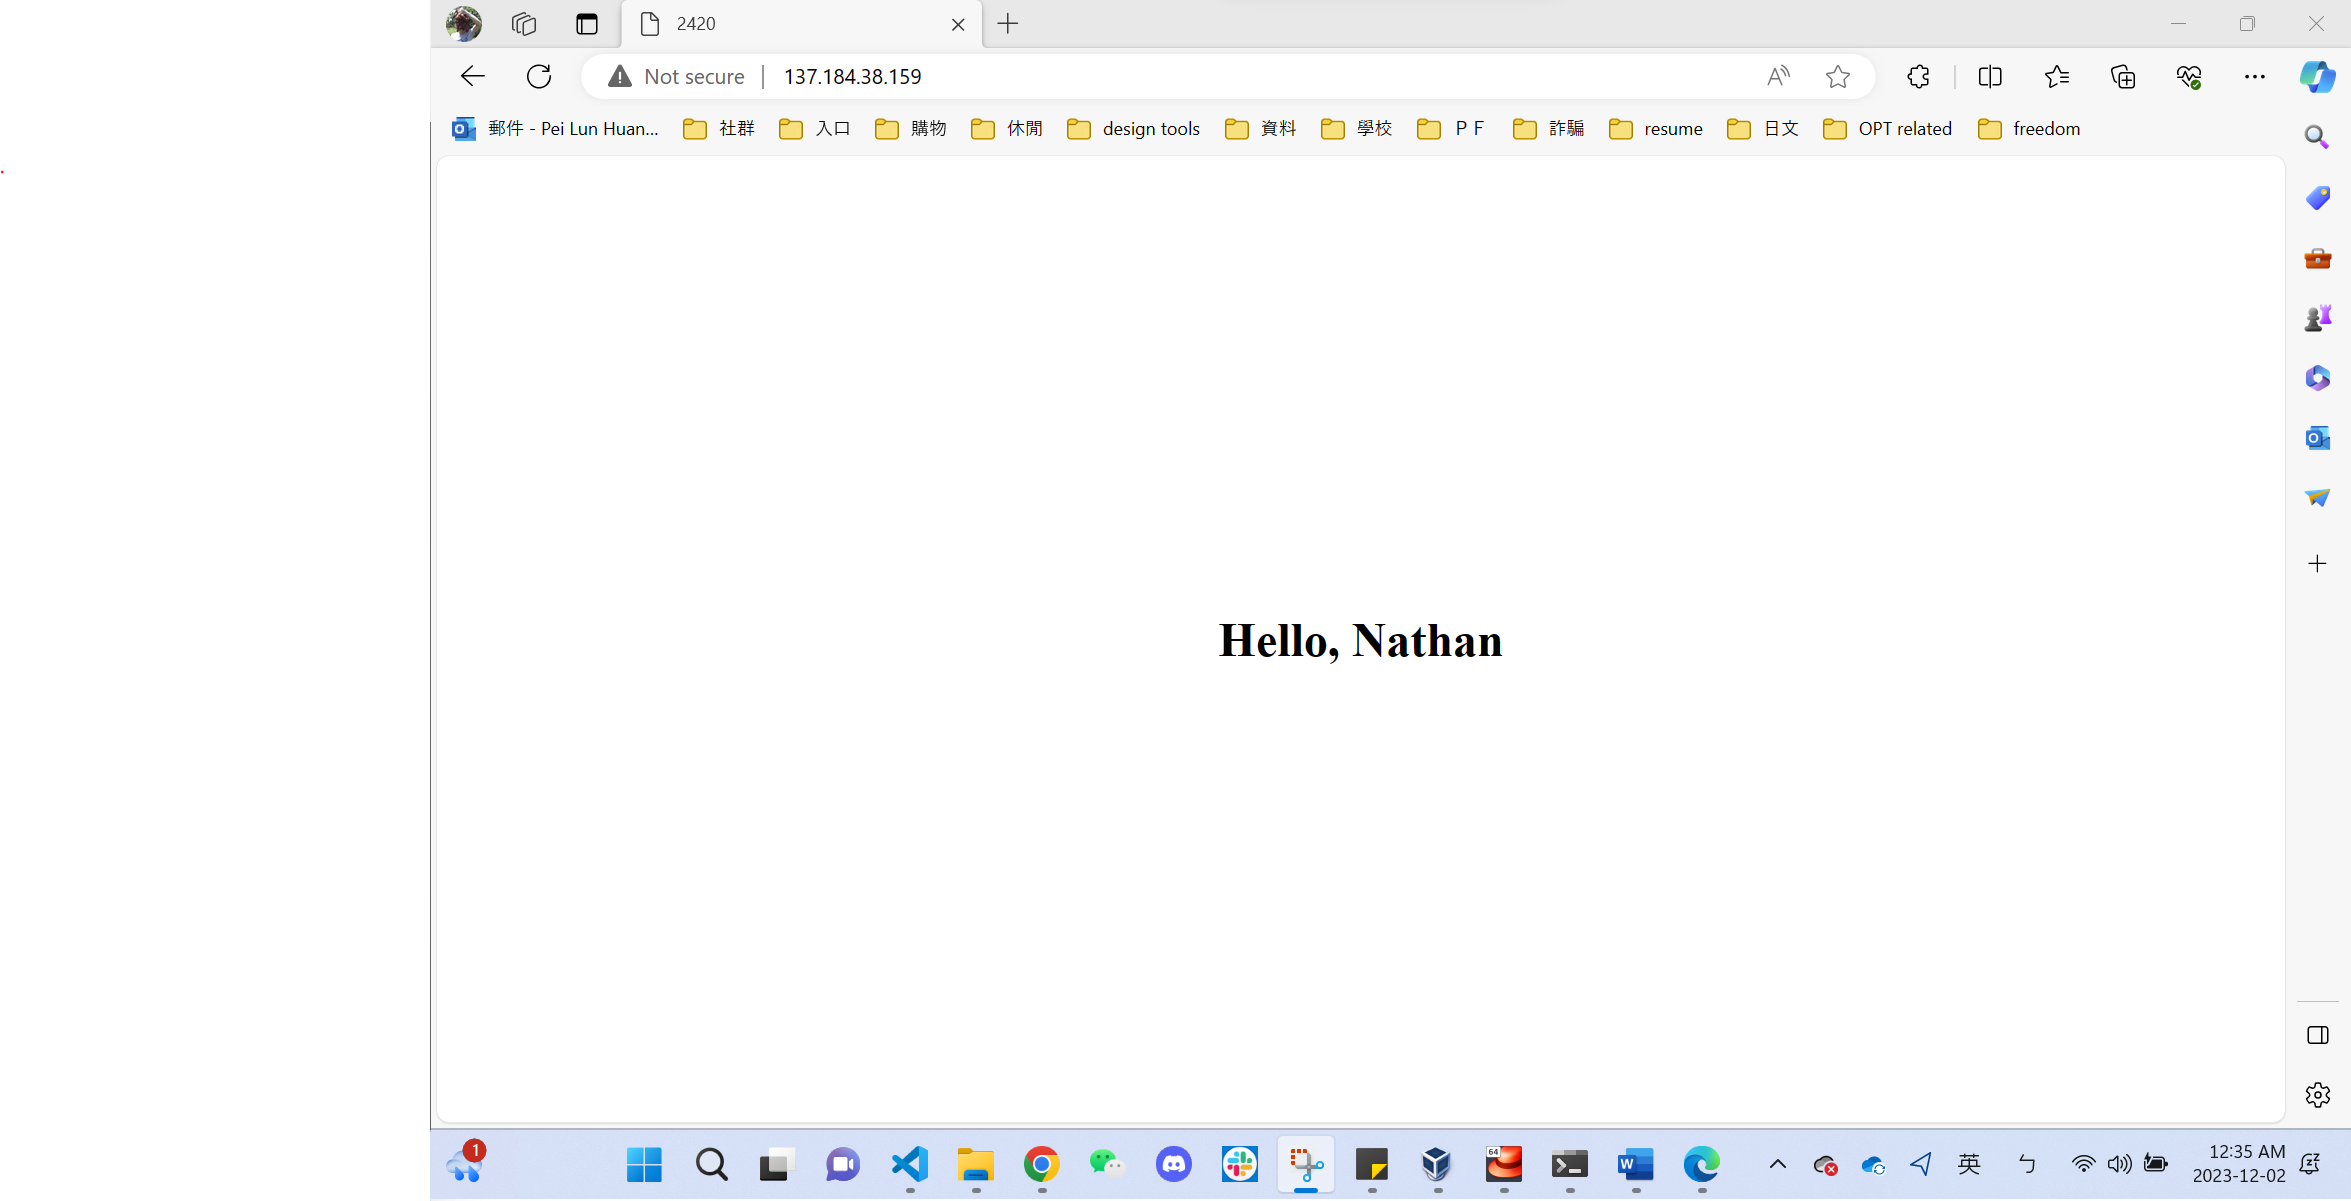 2420
Not secure 137.184.38.159
郵件 - Pei Lun Huan... 社群 入口 購物 休閒 design tools 資料 學校 ＰＦ 詐騙 resume 日文 OPT related freedom
Hello, Nathan
1
64
英 ㄅ
12:35 AM
2023-12-02